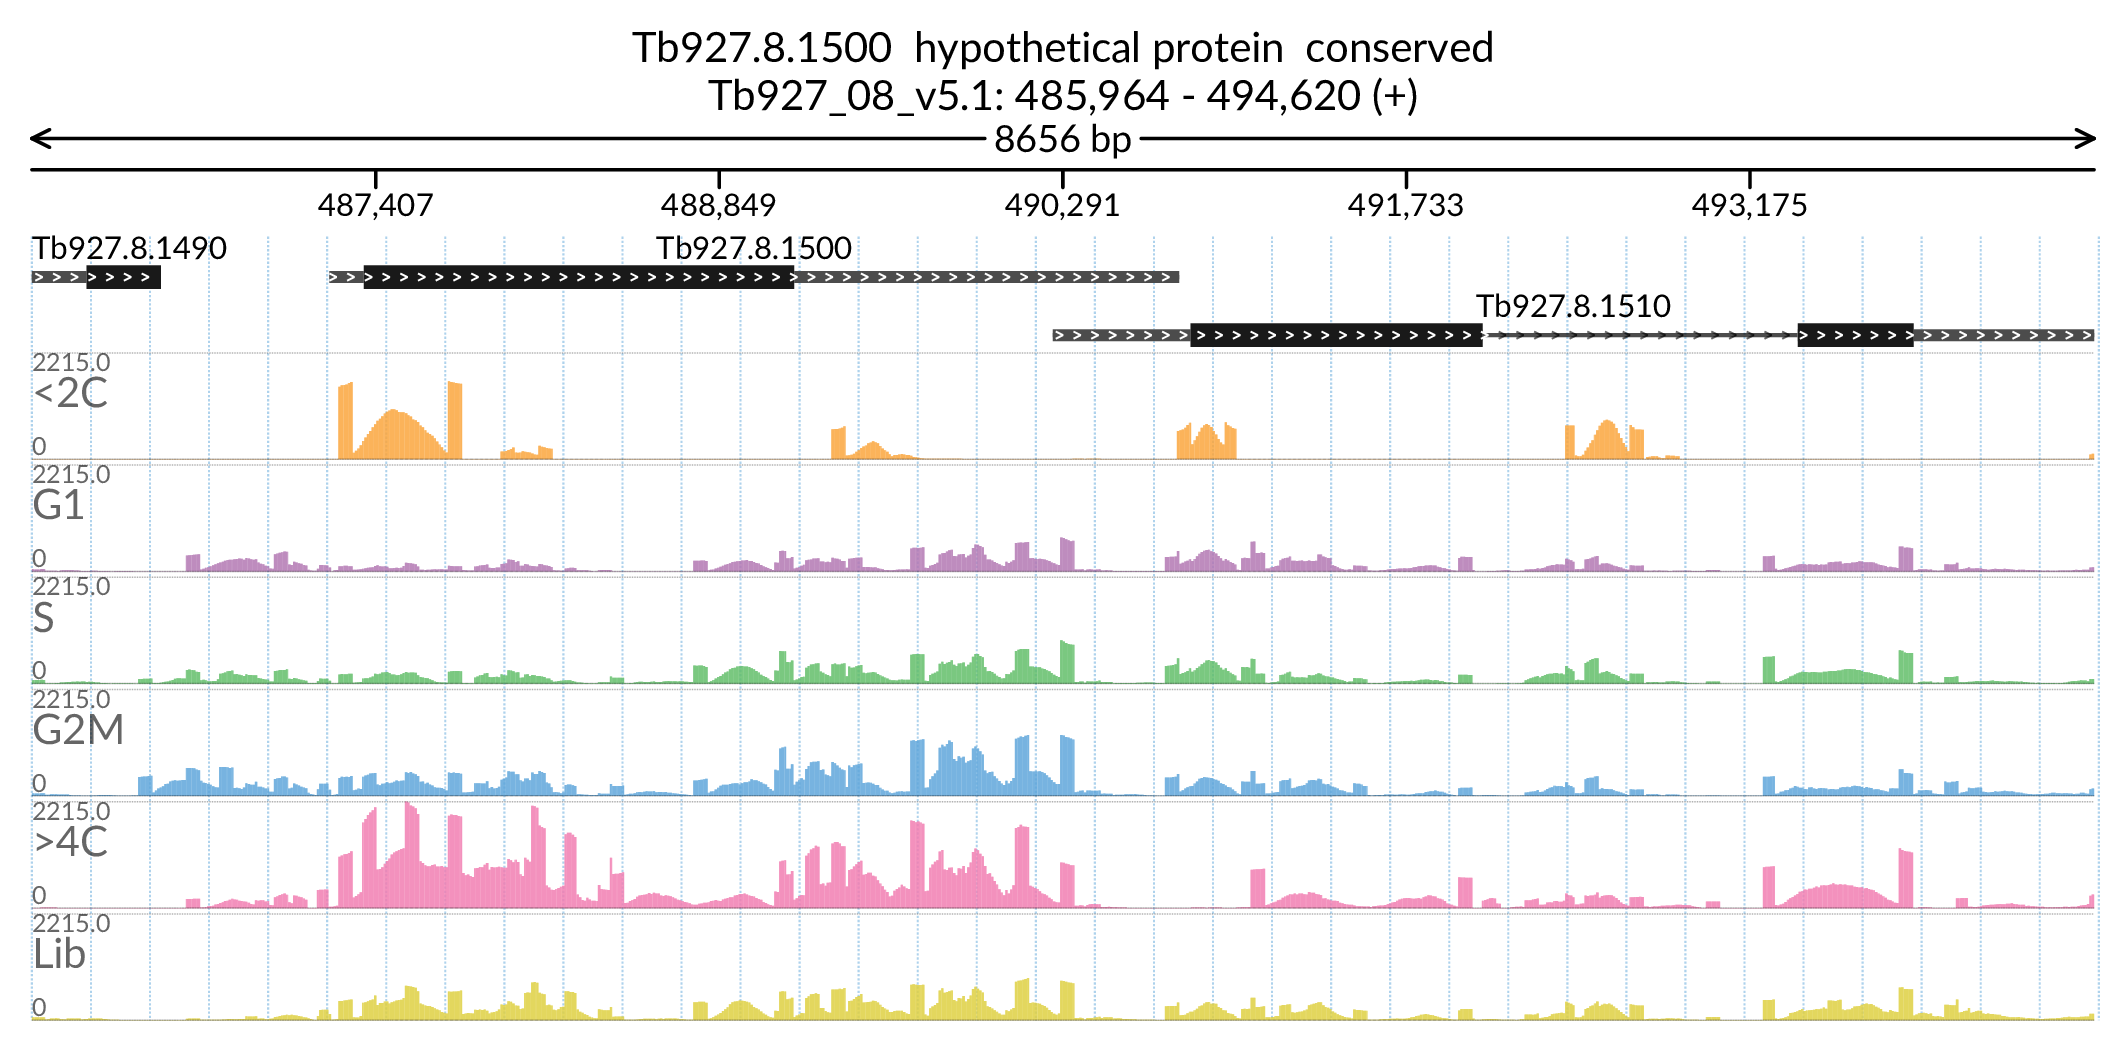 Tb927.8.1500  hypothetical protein  conserved
Tb927_08_v5.1: 485,964 - 494,620 (+)
8656 bp
487,407 488,849 490,291 491,733 493,175
Tb927.8.1490 Tb927.8.1500
Tb927.8.1510
2215.0
<2C
0
2215.0
G1
0
2215.0
S
0
2215.0
G2M
0
2215.0
>4C
0
2215.0
Lib
0